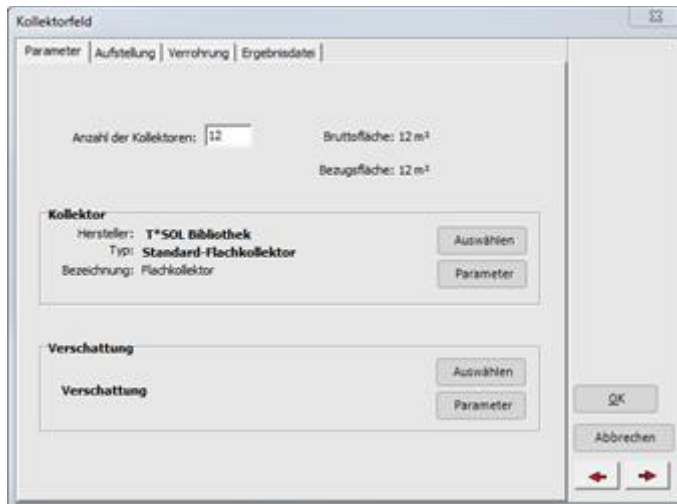 Kollektorfeld
Parameter Aufstellung Verrohrung Ergebnisdatei
Anzahl der Kollektoren: 12 Bruttofläche: 12 m²
Bezugsfläche: 12 m²
Kollektor
Hersteller: T*SOL Bibliothek
Auswählen
Typ: Standard-Flachkollektor
Bezeichnung: Flachkollektor
Parameter
Verschattung
Auswählen
Verschattung
Parameter
OK
Abbrechen